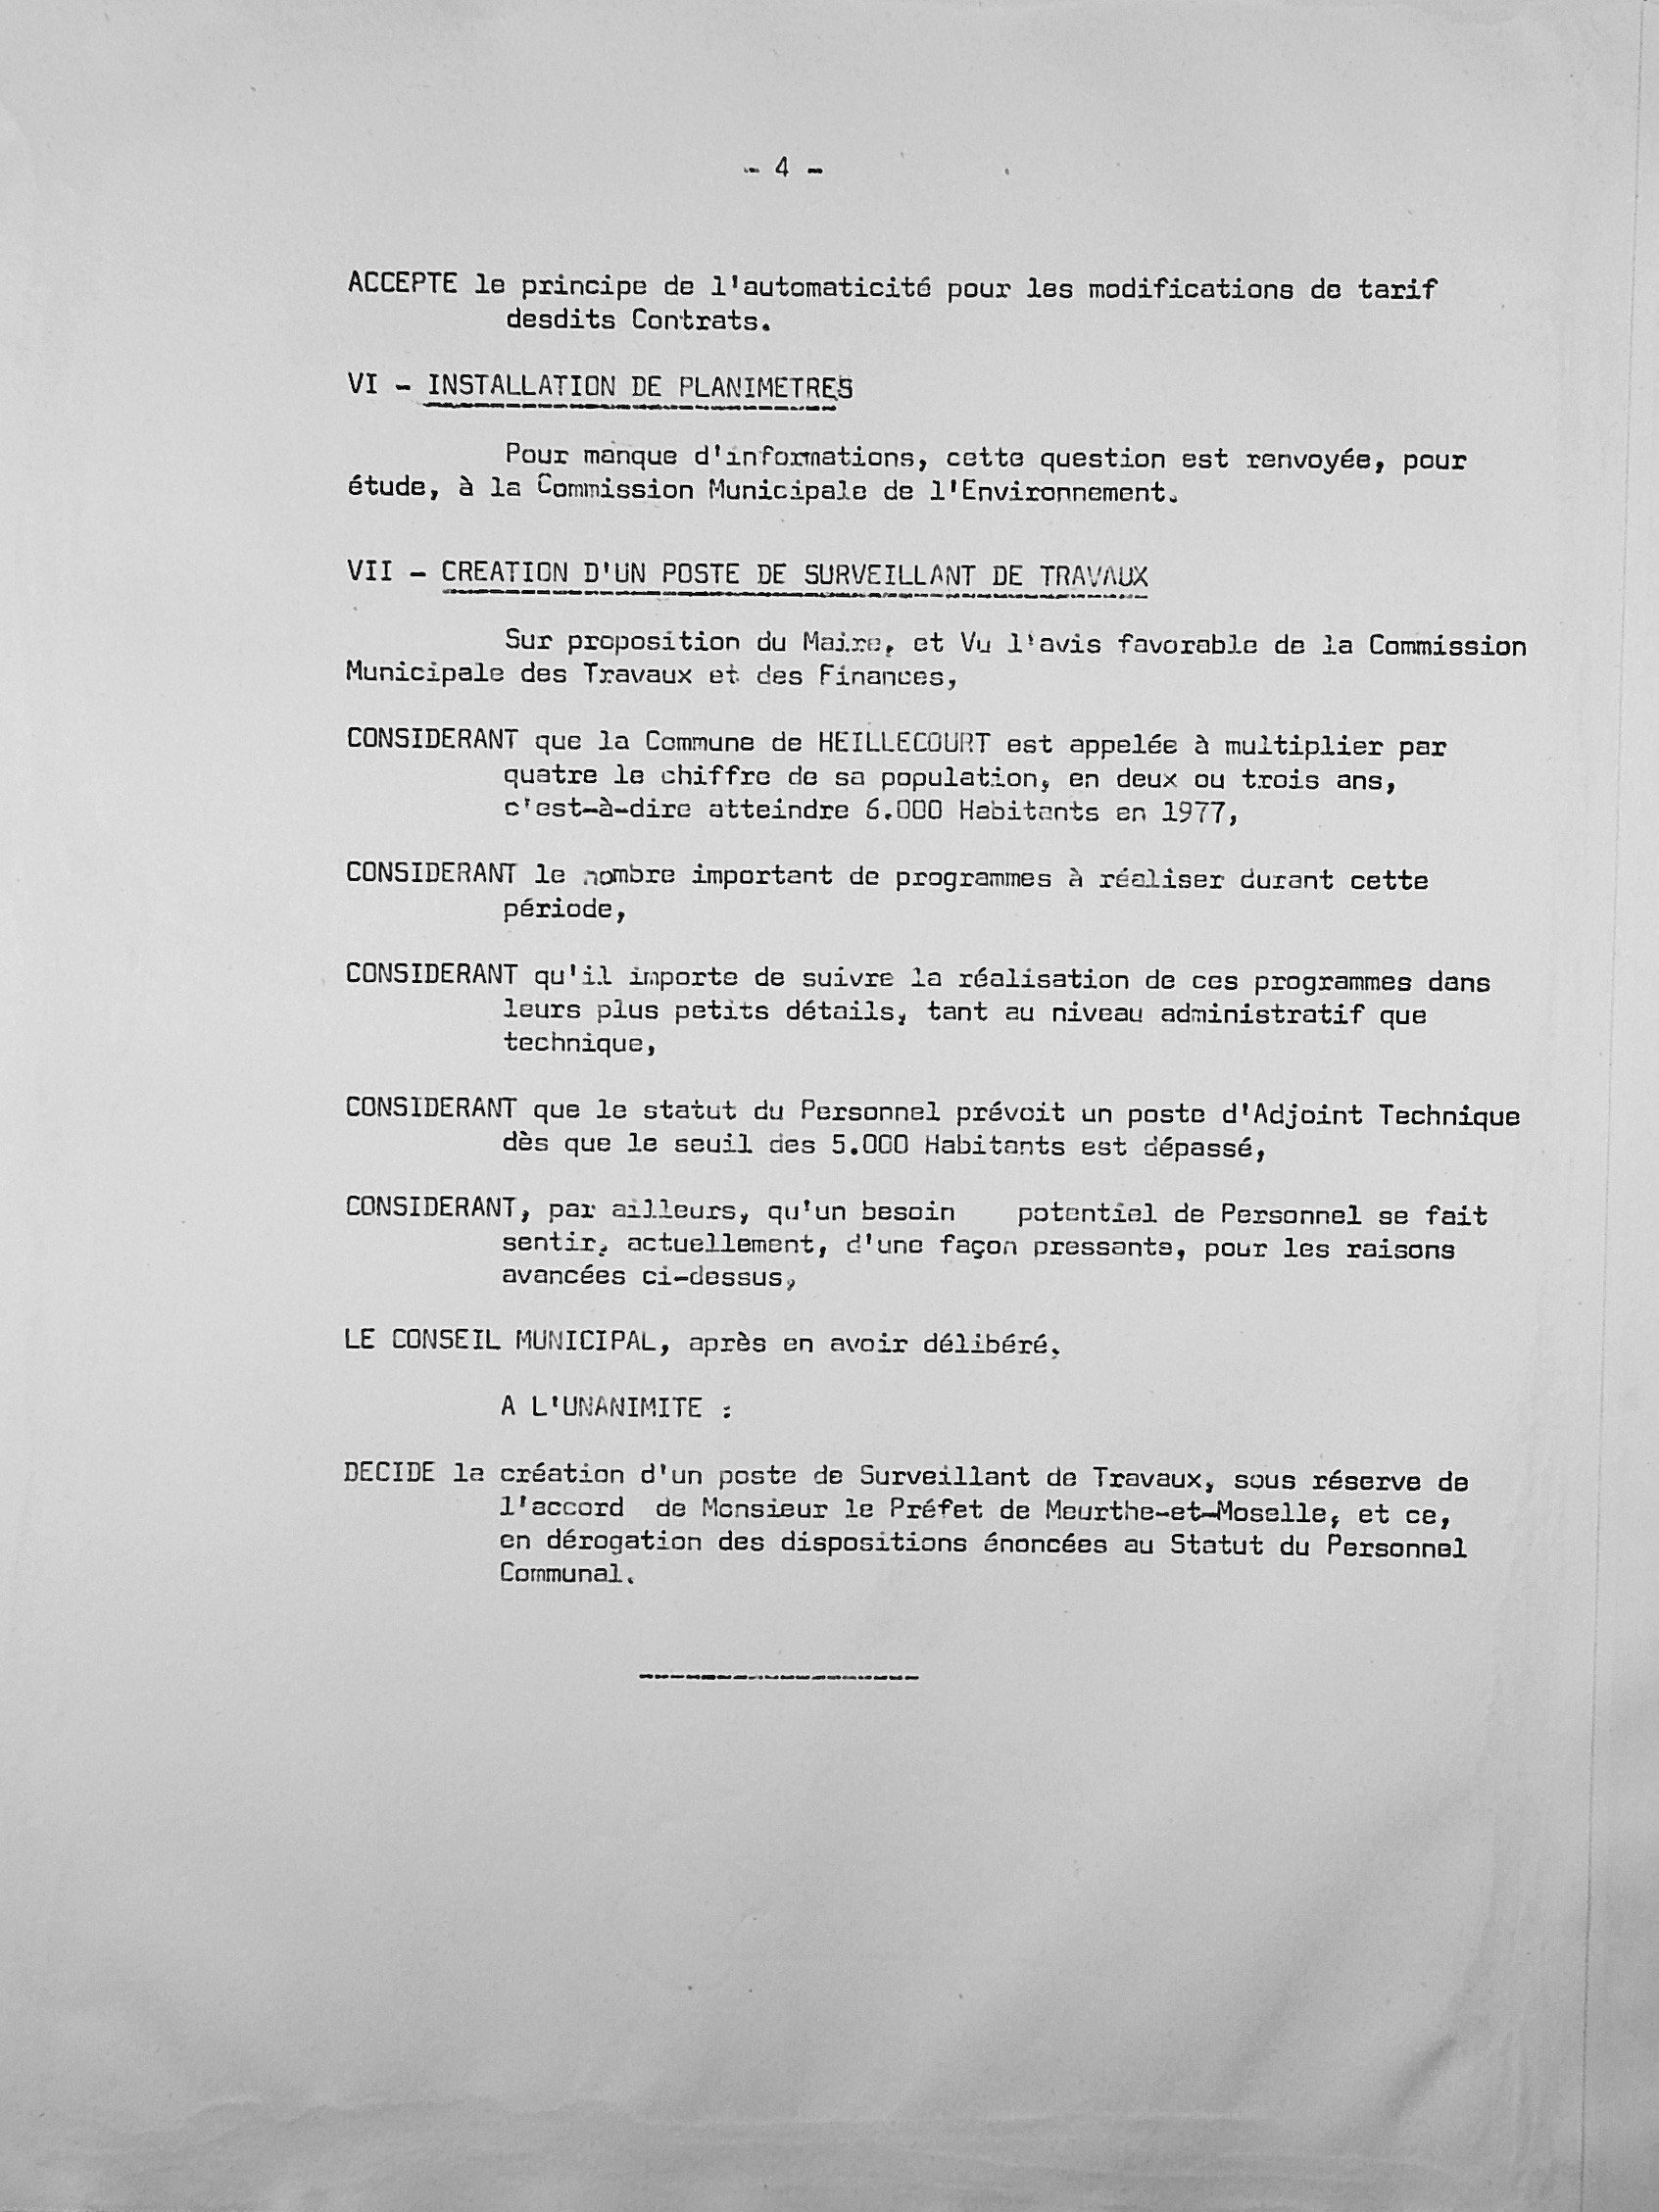 - 4 -
ACCEPTE le principe de l'automaticité pour les modifications de tarif
desdits Contrats.
VI - INSTALLATION DE PLANIMETRES
Pour manque d'informations, cette question est renvoyée, pour
étude, à la Commission Municipale de l'Environnement.
VII - CREATION D'UN POSTE DE SURVEILLANT DE TRAVAUX
Sur proposition du Maire, et Vu l'avis favorable de la Commission
Municipale des Travaux et des Finances,
CONSIDERANT que la Commune de HEILLECOURT est appelée à multiplier par
quatre le chiffre de sa population, en deux ou trois ans,
c'est-à-dire atteindre 6.000 Habitants en 1977,
CONSIDERANT le nombre important de programmes à réaliser durant cette
période,
CONSIDERANT qu'il importe de suivre la réalisation de ces programmes dans
leurs plus petits détails, tant au niveau administratif que
technique,
CONSIDERANT que le statut du Personnel prévoit un poste d'Adjoint Technique
dès que le seuil des 5.000 Habitants est dépassé,
CONSIDERANT, par ailleurs, qu'un besoin potentiel de Personnel se fait
sentir, actuellement, d'une façon pressante, pour les raisons
avancées ci-dessus,
LE CONSEIL MUNICIPAL, après en avoir délibéré,
A L'UNANIMITE :
DECIDE la création d'un poste de Surveillant de Travaux, sous réserve de
l'accord de Monsieur le Préfet de Meurthe-et-Moselle, et ce,
en dérogation des dispositions énoncées au Statut du Personnel
Communal.